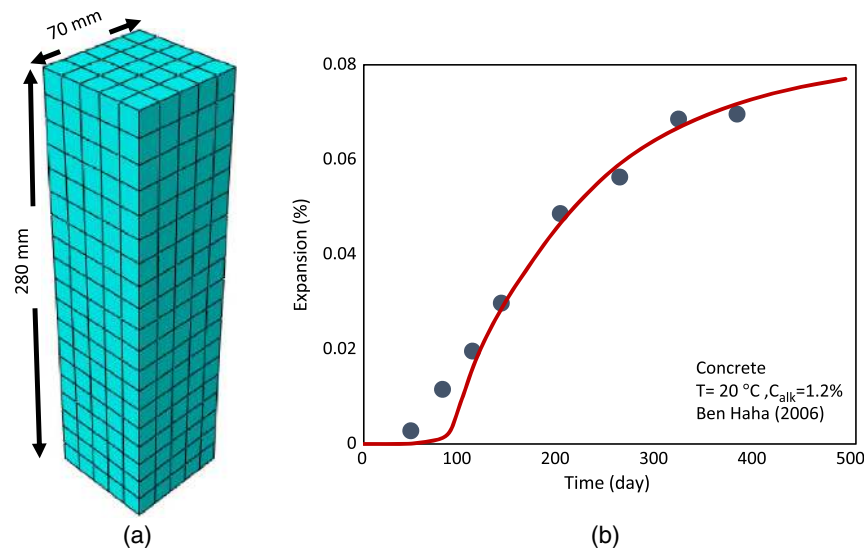 70 mm
280 mm
(a)
0.08
0.06
0.04
0.02
0
Expansion (%)
0 100 200 300 400 500
Time (day)
Concrete
T= 20 °C ,Calk=1.2%
Ben Haha (2006)
(b)